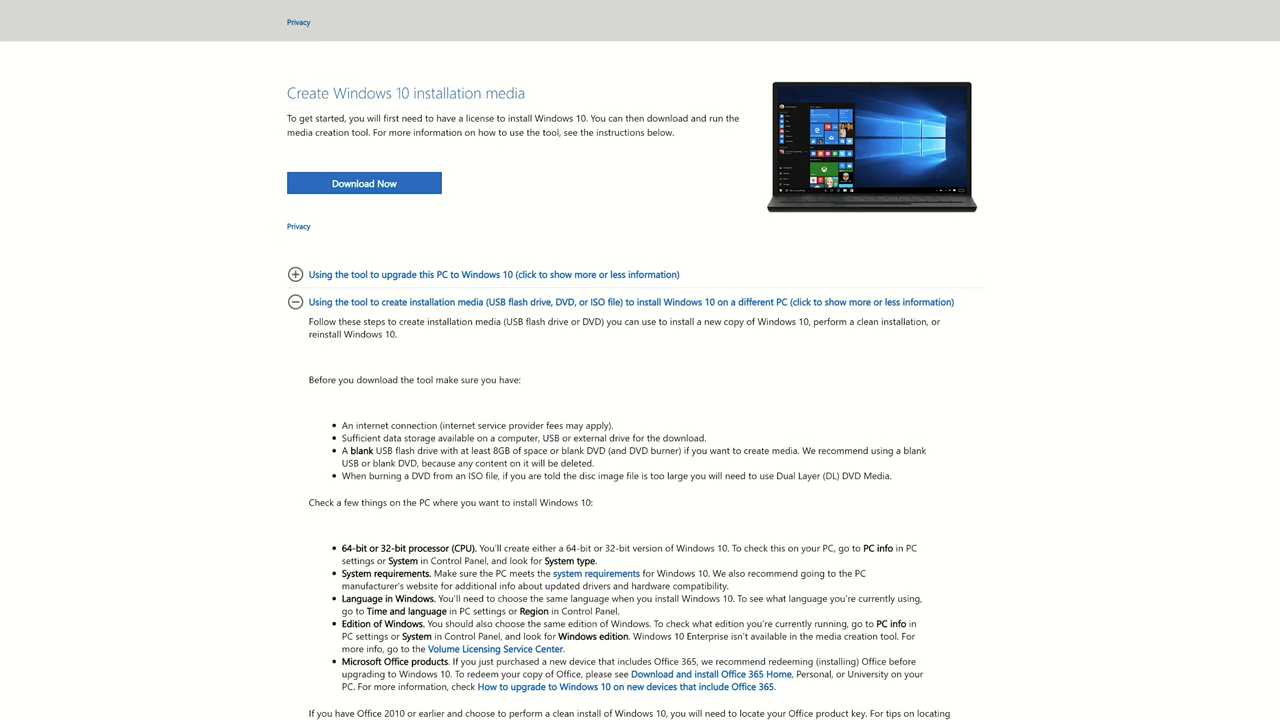 Privacy
Create Windows 10 installation media
To get started, you will first need to have a license to install Windows 10. You can then download and run the
media creation tool. For more information on how to use the tool, see the instructions below.
Download Now
Privacy
Using the tool to upgrade this PC to Windows 10 (click to show more or less information)
Using the tool to create installation media (USB flash drive, DVD, or ISO file) to install Windows 10 on a different PC (click to show more or less information)
Follow these steps to create installation media (USB flash drive or DVD) you can use to install a new copy of Windows 10, perform a clean installation, or
reinstall Windows 10.
Before you download the tool make sure you have:
• An internet connection (internet service provider fees may apply).
• Sufficient data storage available on a computer, USB or external drive for the download.
• A blank USB flash drive with at least 8GB of space or blank DVD (and DVD burner) if you want to create media. We recommend using a blank
USB or blank DVD, because any content on it will be deleted.
• When burning a DVD from an ISO file, if you are told the disc image file is too large you will need to use Dual Layer (DL) DVD Media.
Check a few things on the PC where you want to install Windows 10:
• 64-bit or 32-bit processor (CPU). You'll create either a 64-bit or 32-bit version of Windows 10. To check this on your PC, go to PC info in PC
settings or System in Control Panel, and look for System type.
• System requirements. Make sure the PC meets the system requirements for Windows 10. We also recommend going to the PC
manufacturer's website for additional info about updated drivers and hardware compatibility.
• Language in Windows. You'll need to choose the same language when you install Windows 10. To see what language you're currently using,
go to Time and language in PC settings or Region in Control Panel.
• Edition of Windows. You should also choose the same edition of Windows. To check what edition you're currently running, go to PC info in
PC settings or System in Control Panel, and look for Windows edition. Windows 10 Enterprise isn't available in the media creation tool. For
more info, go to the Volume Licensing Service Center.
• Microsoft Office products. If you just purchased a new device that includes Office 365, we recommend redeeming (installing) Office before
upgrading to Windows 10. To redeem your copy of Office, please see Download and install Office 365 Home, Personal, or University on your
PC. For more information, check How to upgrade to Windows 10 on new devices that include Office 365.
If you have Office 2010 or earlier and choose to perform a clean install of Windows 10, you will need to locate your Office product key. For tips on locating